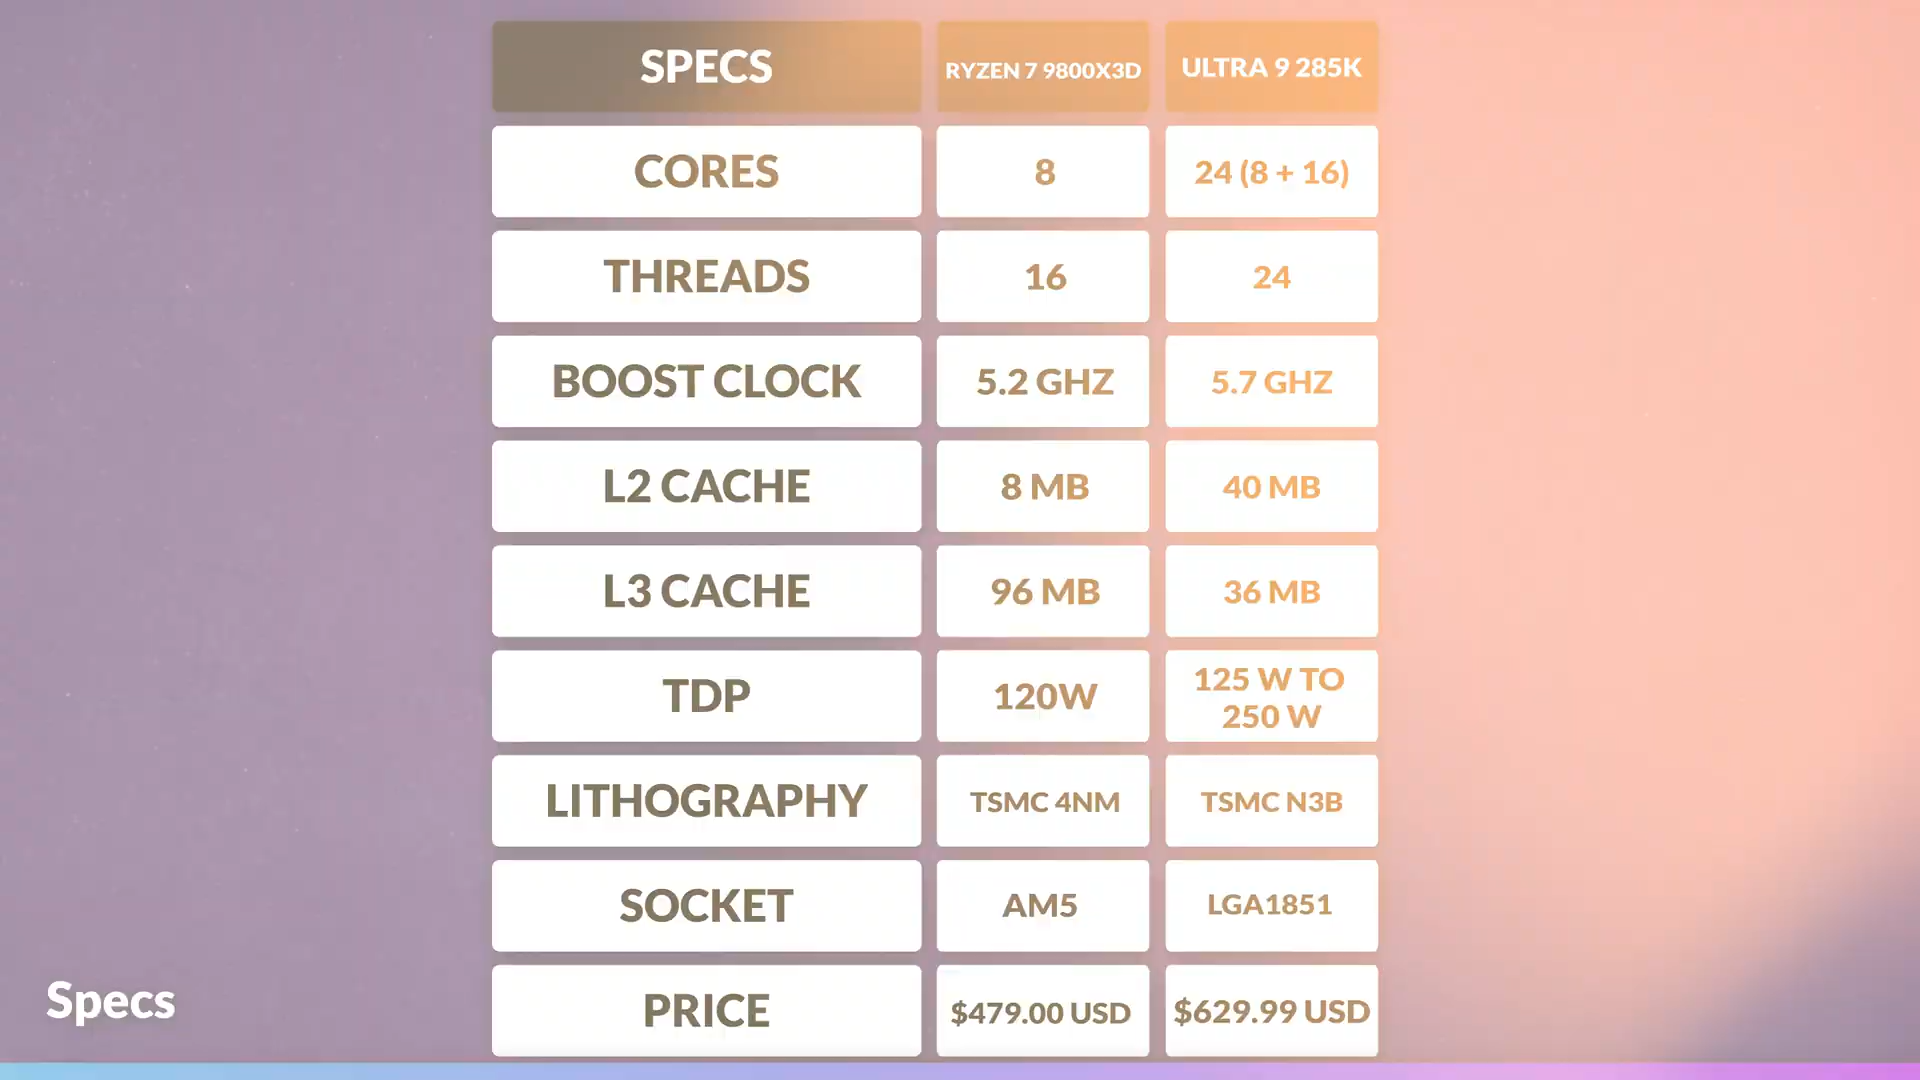 SPECS RYZEN 7 9800X3D ULTRA 9 285K
CORES 8 24 (8 + 16)
THREADS 16 24
BOOST CLOCK 5.2 GHZ 5.7 GHZ
L2 CACHE 8 MB 40 MB
L3 CACHE 96 MB 36 MB
TDP 120W 125 W TO
250 W
LITHOGRAPHY TSMC 4NM TSMC N3B
SOCKET AM5 LGA1851
PRICE $479.00 USD $629.99 USD
Specs